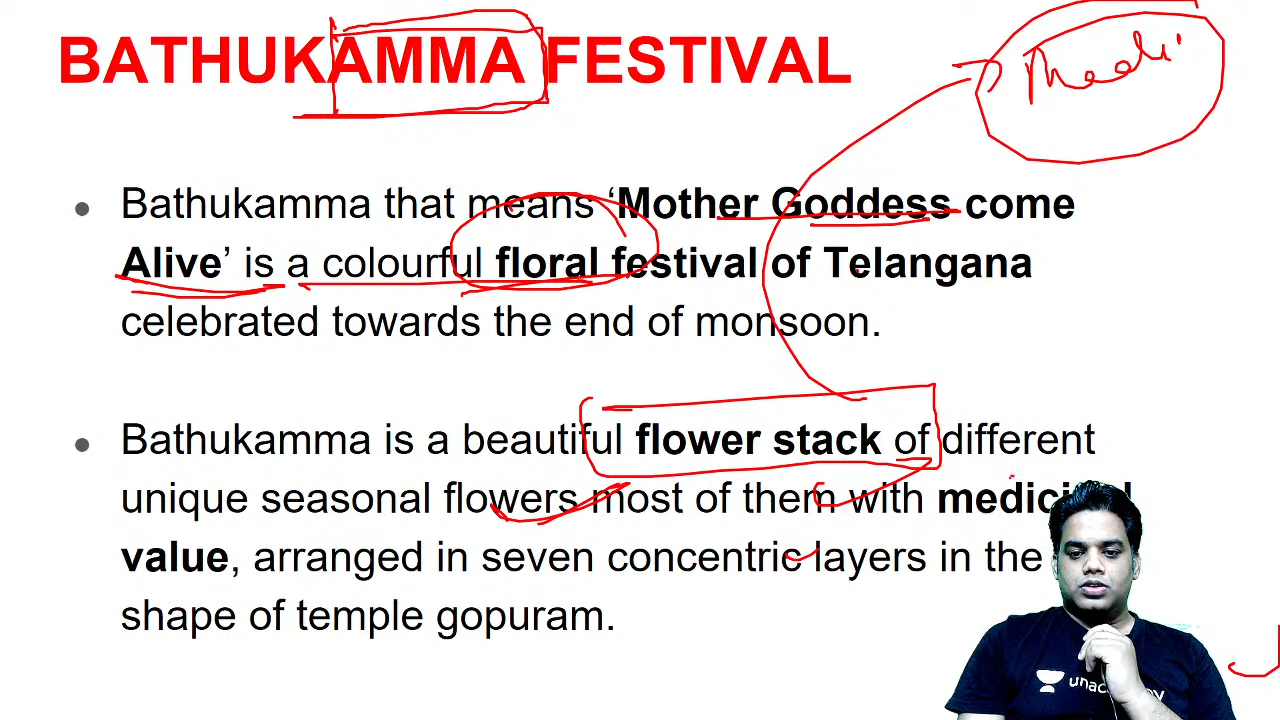 BATHUKAMMA FESTIVAL
Bathukamma that means ‘Mother Goddess come
Alive’ is a colourful floral festival of Telangana
celebrated towards the end of monsoon.
Bathukamma is a beautiful flower stack of different
unique seasonal flowers most of them with
value, arranged in seven concentric layers in the
shape of temple gopuram.